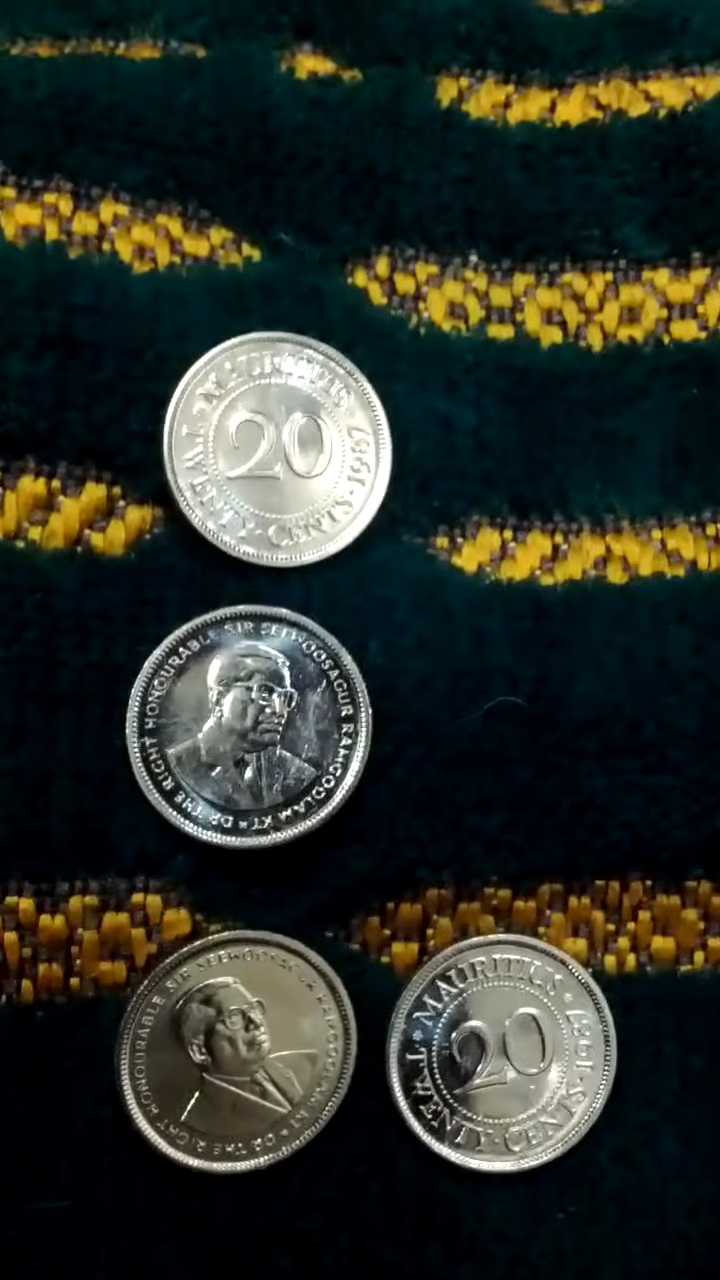 MAURITIUS
20
TWENTY CENTS 1987
DR THE RIGHT HONOURABLE SIR SEEWOOSAGUR RAMGOOLAM KT
DR THE RIGHT HONOURABLE SIR SEEWOOSAGUR RAMGOOLAM KT
MAURITIUS
20
TWENTY CENTS 1987